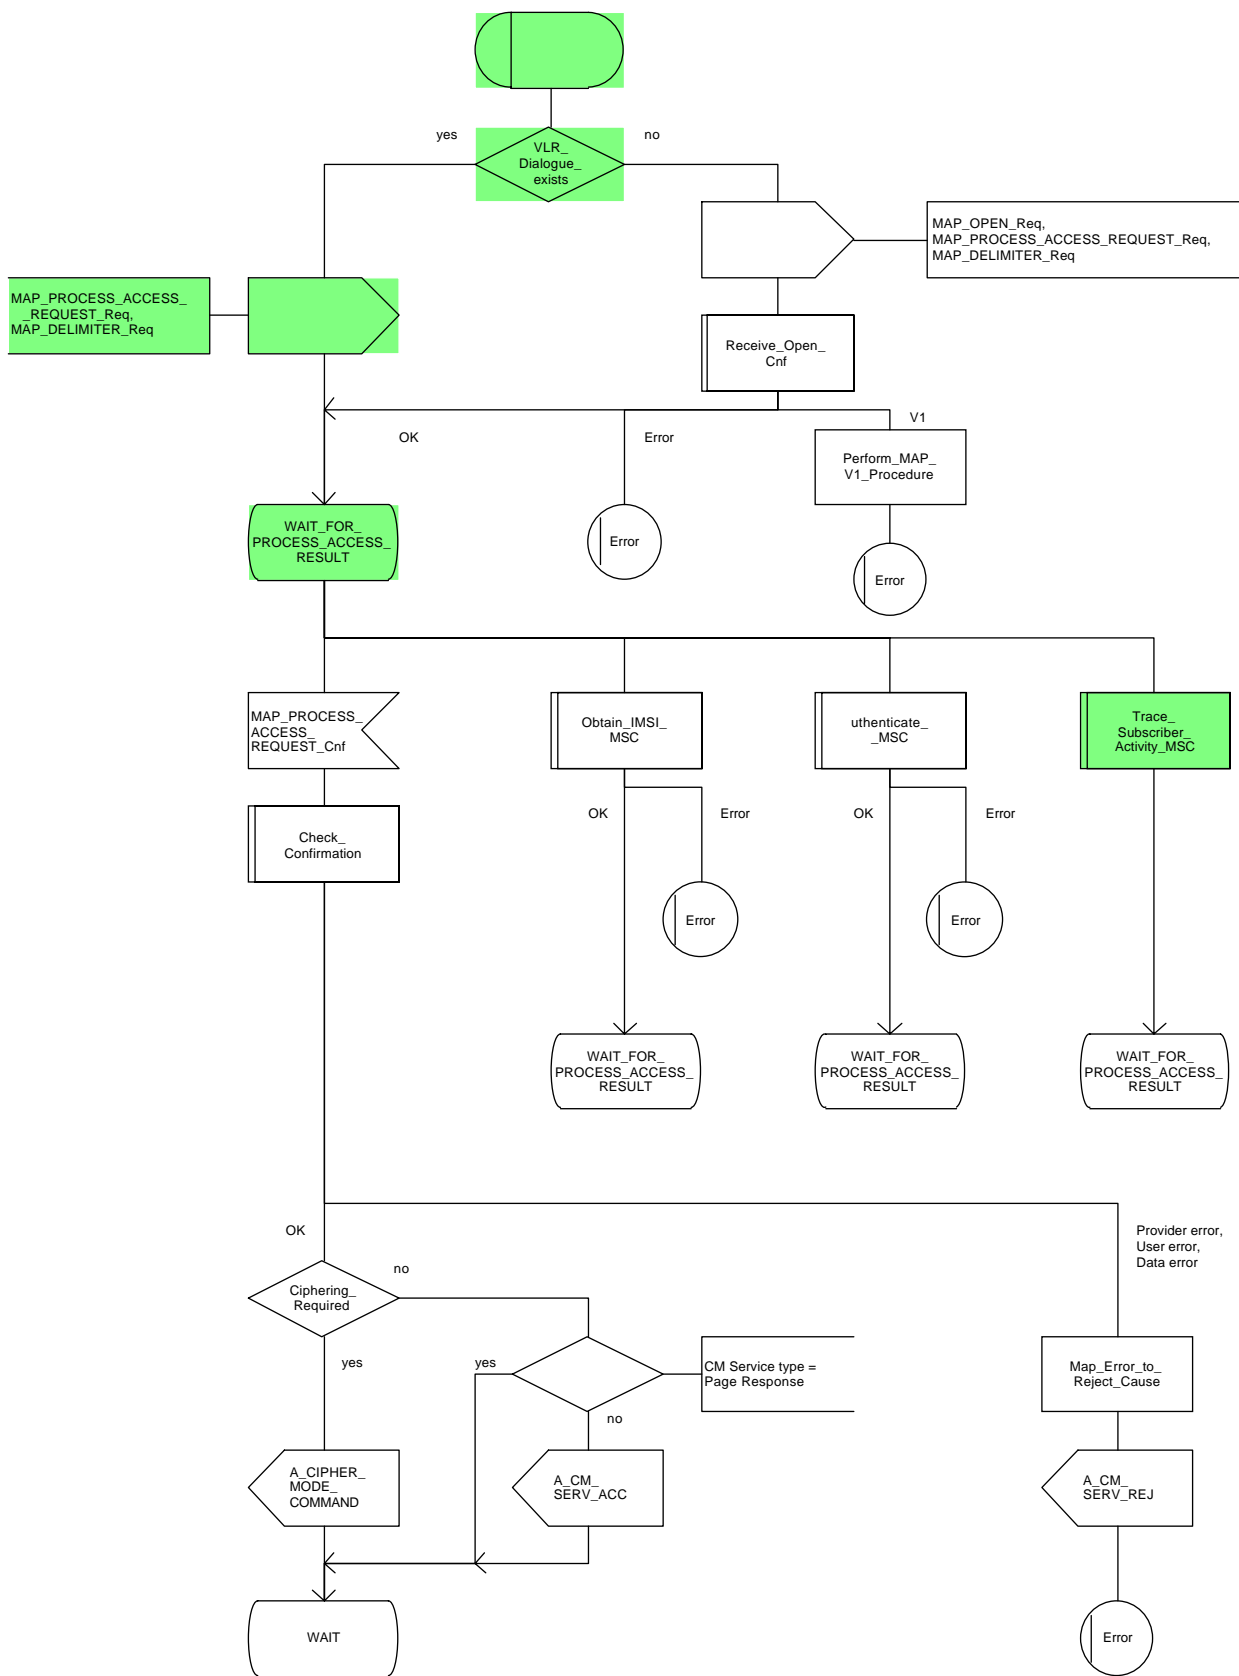 yes
no
VLR_
Dialogue_
exists
MAP_OPEN_Req,
MAP_PROCESS_ACCESS_REQUEST_Req,
MAP_DELIMITER_Req
MAP_PROCESS_ACCESS_
_REQUEST_Req,
MAP_DELIMITER_Req
Receive_Open_
Cnf
OK
Error
V1
Perform_MAP_
V1_Procedure
WAIT_FOR_
PROCESS_ACCESS_
RESULT
Error
Error
MAP_PROCESS_
ACCESS_
REQUEST_Cnf
Obtain_IMSI_
MSC
uthenticate_
_MSC
Trace_
Subscriber_
Activity_MSC
OK
Error
OK
Error
Check_
Confirmation
Error
Error
WAIT_FOR_
PROCESS_ACCESS_
RESULT
WAIT_FOR_
PROCESS_ACCESS_
RESULT
WAIT_FOR_
PROCESS_ACCESS_
RESULT
OK
Provider error,
User error,
Data error
no
Ciphering_
Required
yes
yes
CM Service type =
Page Response
no
Map_Error_to_
Reject_Cause
A_CIPHER_
MODE_
COMMAND
A_CM_
SERV_ACC
A_CM_
SERV_REJ
WAIT
Error